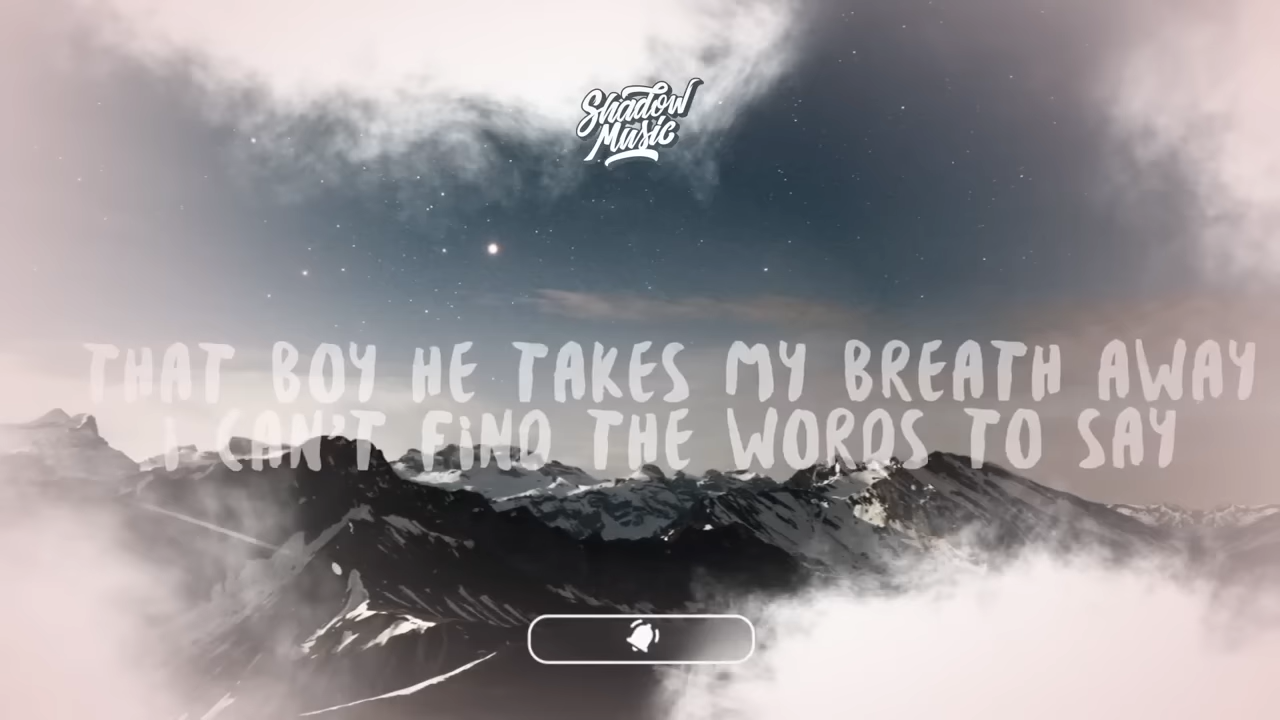 Shadow
Music
THAT BOY HE TAKES MY BREATH AWAY
I CAN'T FIND THE WORDS TO SAY